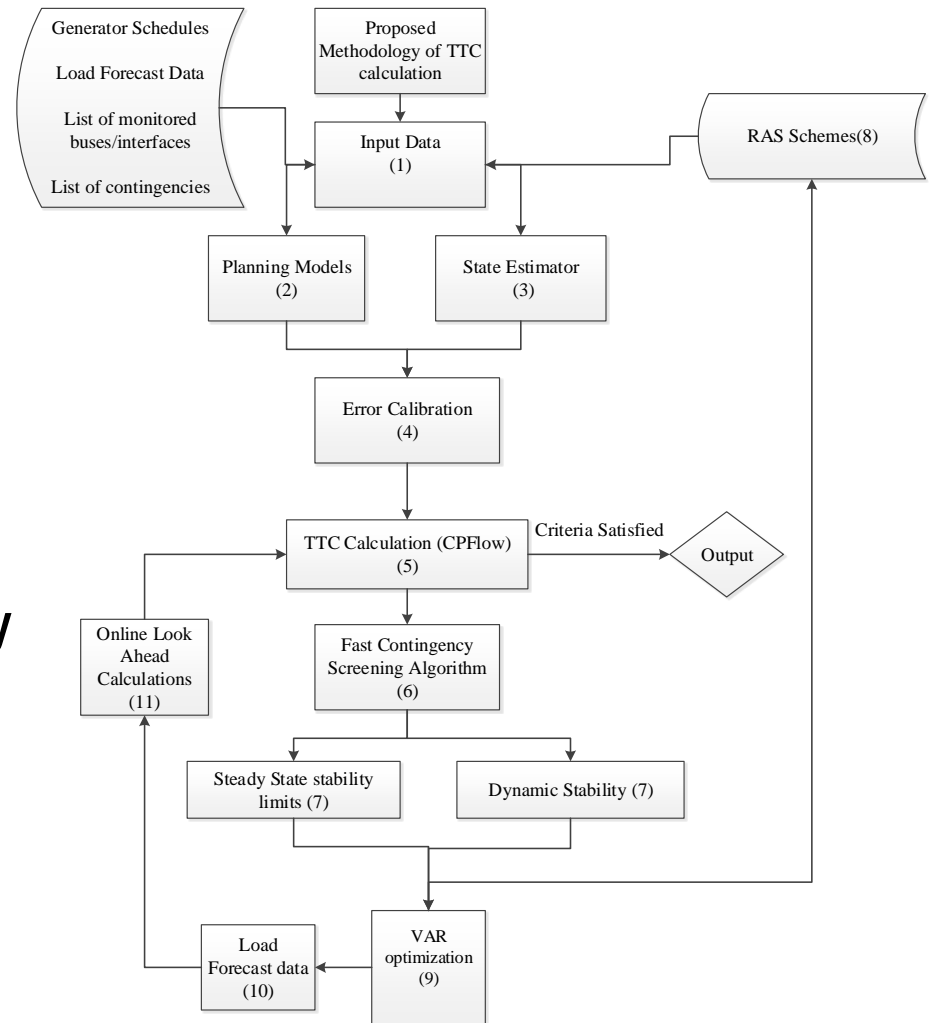 Generator Schedules
Load Forecast Data
List of monitored
buses/interfaces
List of contingencies
Proposed
Methodology of TTC
calculation
Input Data
(1)
RAS Schemes(8)
Planning Models
(2)
State Estimator
(3)
Error Calibration
(4)
TTC Calculation (CPFlow)
(5)
Criteria Satisfied
Output
y
Online Look
Ahead
Calculations
(11)
Fast Contingency
Screening Algorithm
(6)
Steady State stability
limits (7)
Dynamic Stability (7)
VAR
optimization
(9)
Load
Forecast data
(10)